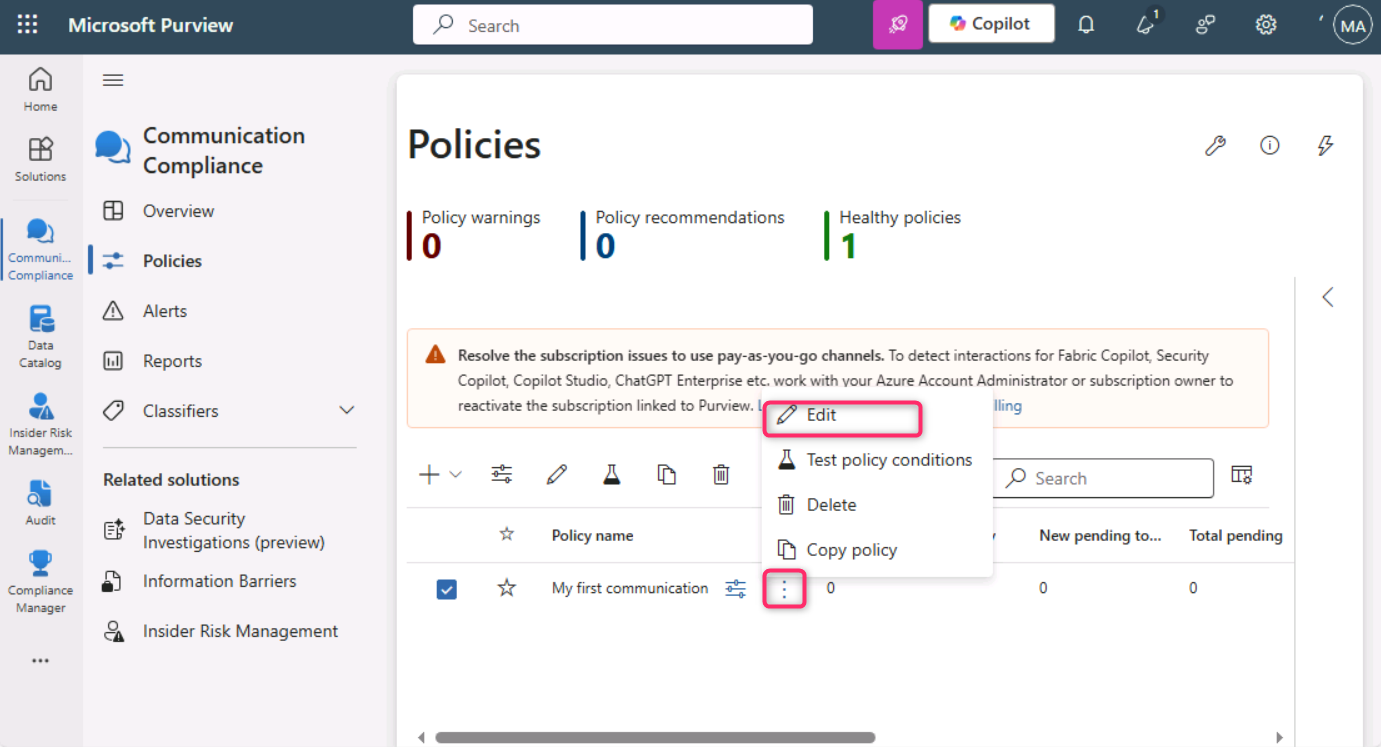 Microsoft Purview
Search
Copilot
1
MA
Home
Solutions
Communi...
Compliance
Data
Catalog
Insider Risk
Managem...
Audit
Compliance
Manager
Communication
Compliance
Overview
Policies
Alerts
Reports
Classifiers
Related solutions
Data Security
Investigations (preview)
Information Barriers
Insider Risk Management
Policies
Policy warnings
0
Policy recommendations
0
Healthy policies
1
Resolve the subscription issues to use pay-as-you-go channels. To detect interactions for Fabric Copilot, Security
Copilot, Copilot Studio, ChatGPT Enterprise etc. work with your Azure Account Administrator or subscription owner to
reactivate the subscription linked to Purview.
Edit
Test policy conditions
Delete
Copy policy
Search
Policy name
New pending to...
Total pending
My first communication
0
0
0